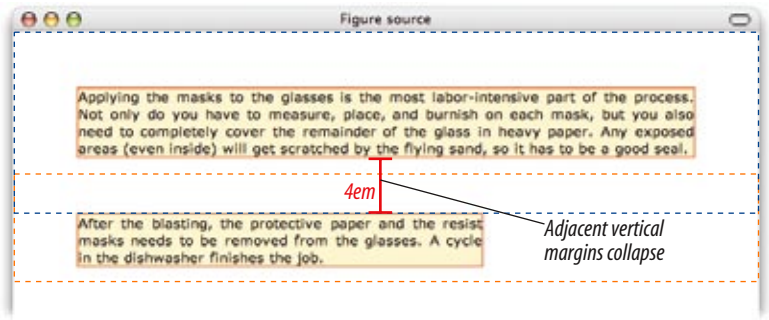 Figure source
Applying the masks to the glasses is the most labor-intensive part of the process.
Not only do you have to measure, place, and burnish on each mask, but you also
need to completely cover the remainder of the glass in heavy paper. Any exposed
areas (even inside) will get scratched by the flying sand, so it has to be a good seal.
4em
After the blasting, the protective paper and the resist
masks needs to be removed from the glasses. A cycle
in the dishwasher finishes the job.
Adjacent vertical
margins collapse